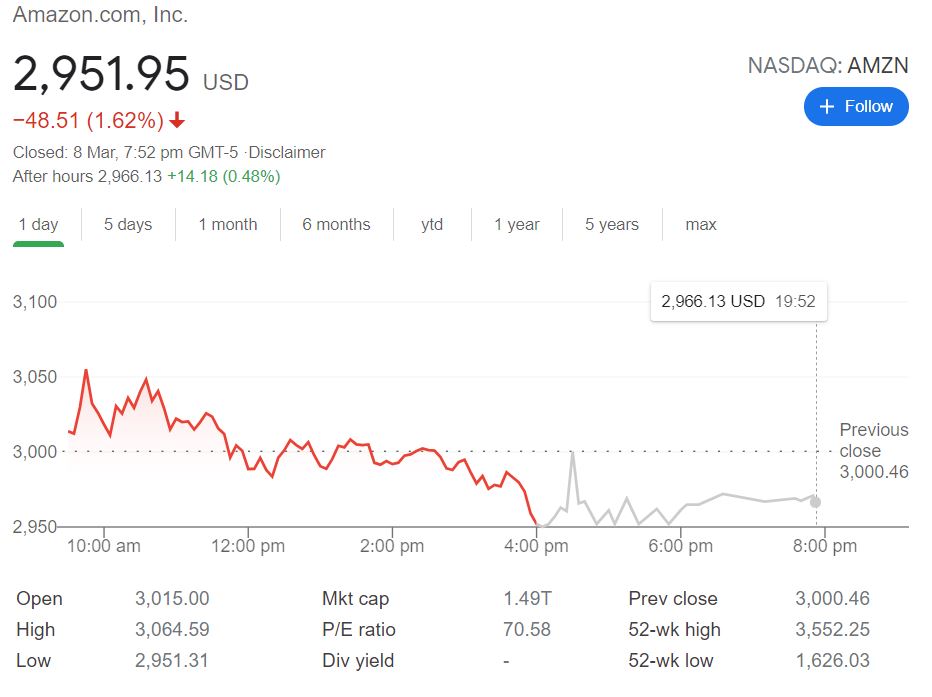 Amazon.com, Inc.
2,951.95 USD
NASDAQ: AMZN
−48.51 (1.62%)
+ Follow
Closed: 8 Mar, 7:52 pm GMT-5 ·Disclaimer
After hours 2,966.13 +14.18 (0.48%)
1 day 5 days 1 month 6 months ytd 1 year 5 years max
3,100
2,966.13 USD 19:52
3,050
3,000
Previous
close
3,000.46
2,950
10:00 am 12:00 pm 2:00 pm 4:00 pm 6:00 pm 8:00 pm
Open 3,015.00 Mkt cap 1.49T Prev close 3,000.46
High 3,064.59 P/E ratio 70.58 52-wk high 3,552.25
Low 2,951.31 Div yield - 52-wk low 1,626.03